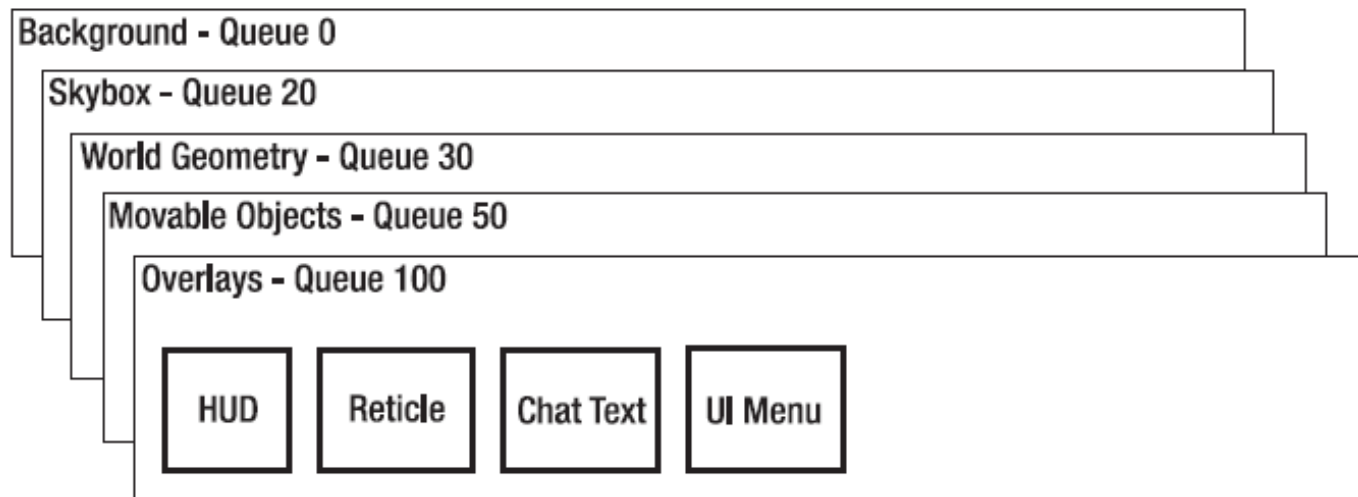 Background - Queue 0
Skybox - Queue 20
World Geometry - Queue 30
Movable Objects - Queue 50
Overlays - Queue 100
HUD
Reticle
Chat Text
UI Menu